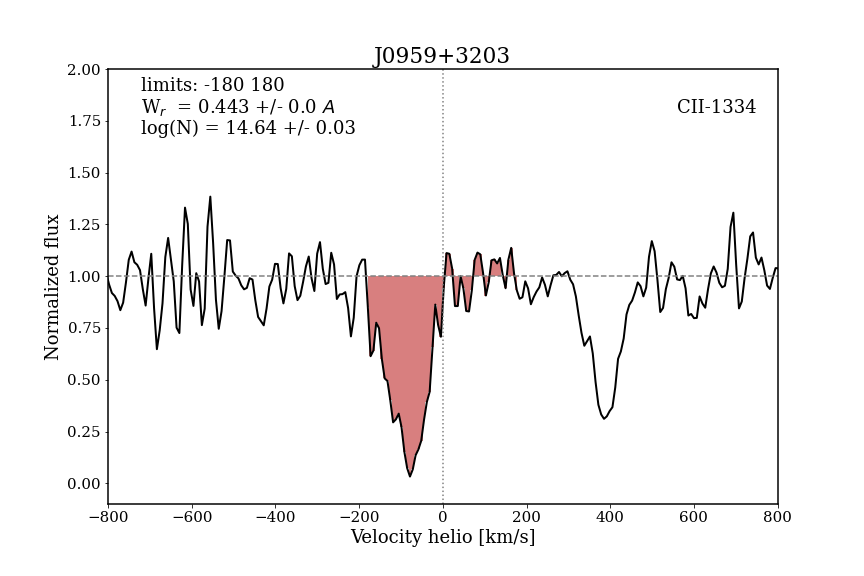 J0959+3203
limits: -180 180
Wr = 0.443 +/- 0.0 A
log(N) = 14.64 +/- 0.03
CII-1334
Normalized flux
2.00
1.75
1.50
1.25
1.00
0.75
0.50
0.25
0.00
−800 −600 −400 −200 0 200 400 600 800
Velocity helio [km/s]